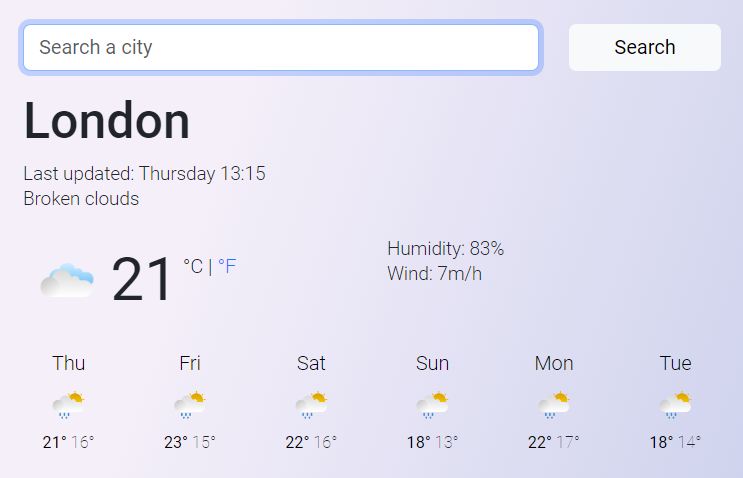 Search a city
Search
London
Last updated: Thursday 13:15
Broken clouds
21 °C | °F
Humidity: 83%
Wind: 7m/h
Thu Fri Sat Sun Mon Tue
21° 16° 23° 15° 22° 16° 18° 13° 22° 17° 18° 14°